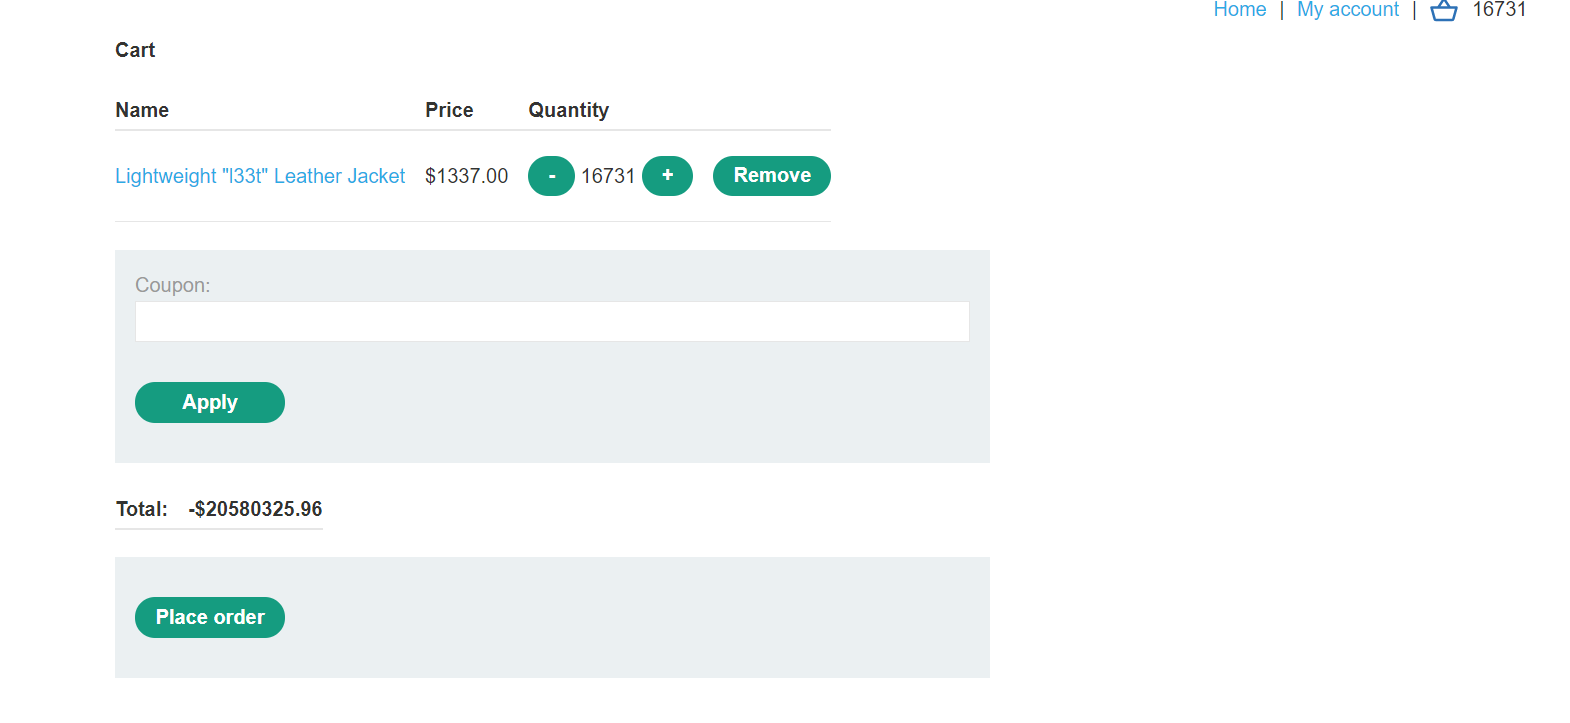 Home | My account | 16731
Cart
Name Price Quantity
Lightweight "l33t" Leather Jacket $1337.00 - 16731 + Remove
Coupon:
Apply
Total: -$20580325.96
Place order